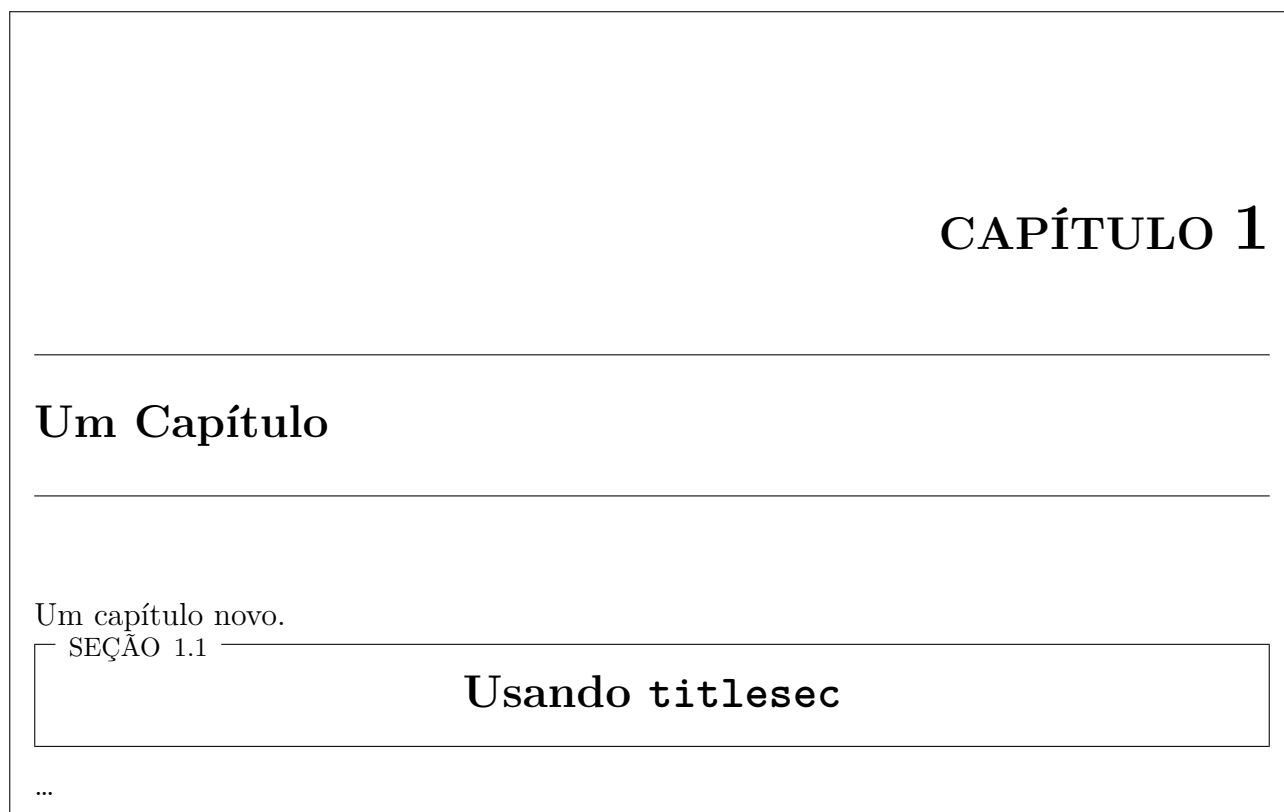 CAPÍTULO 1
Um Capítulo
Um capítulo novo.
SEÇÃO 1.1
Usando titlesec
...